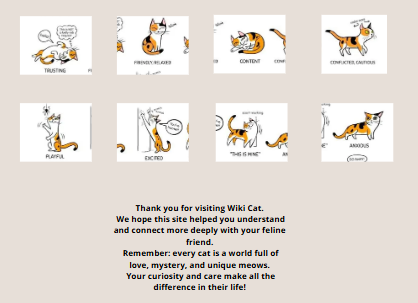 TRUSTING
FRIENDLY, RELAXED
CONTENT
CONFLICTED, CAUTIOUS
PLAYFUL
EXCITED
"THIS IS MINE"
ANXIOUS
Thank you for visiting Wiki Cat.
We hope this site helped you understand
and connect more deeply with your feline
friend.
Remember: every cat is a world full of
love, mystery, and unique meows.
Your curiosity and care make all the
difference in their life!